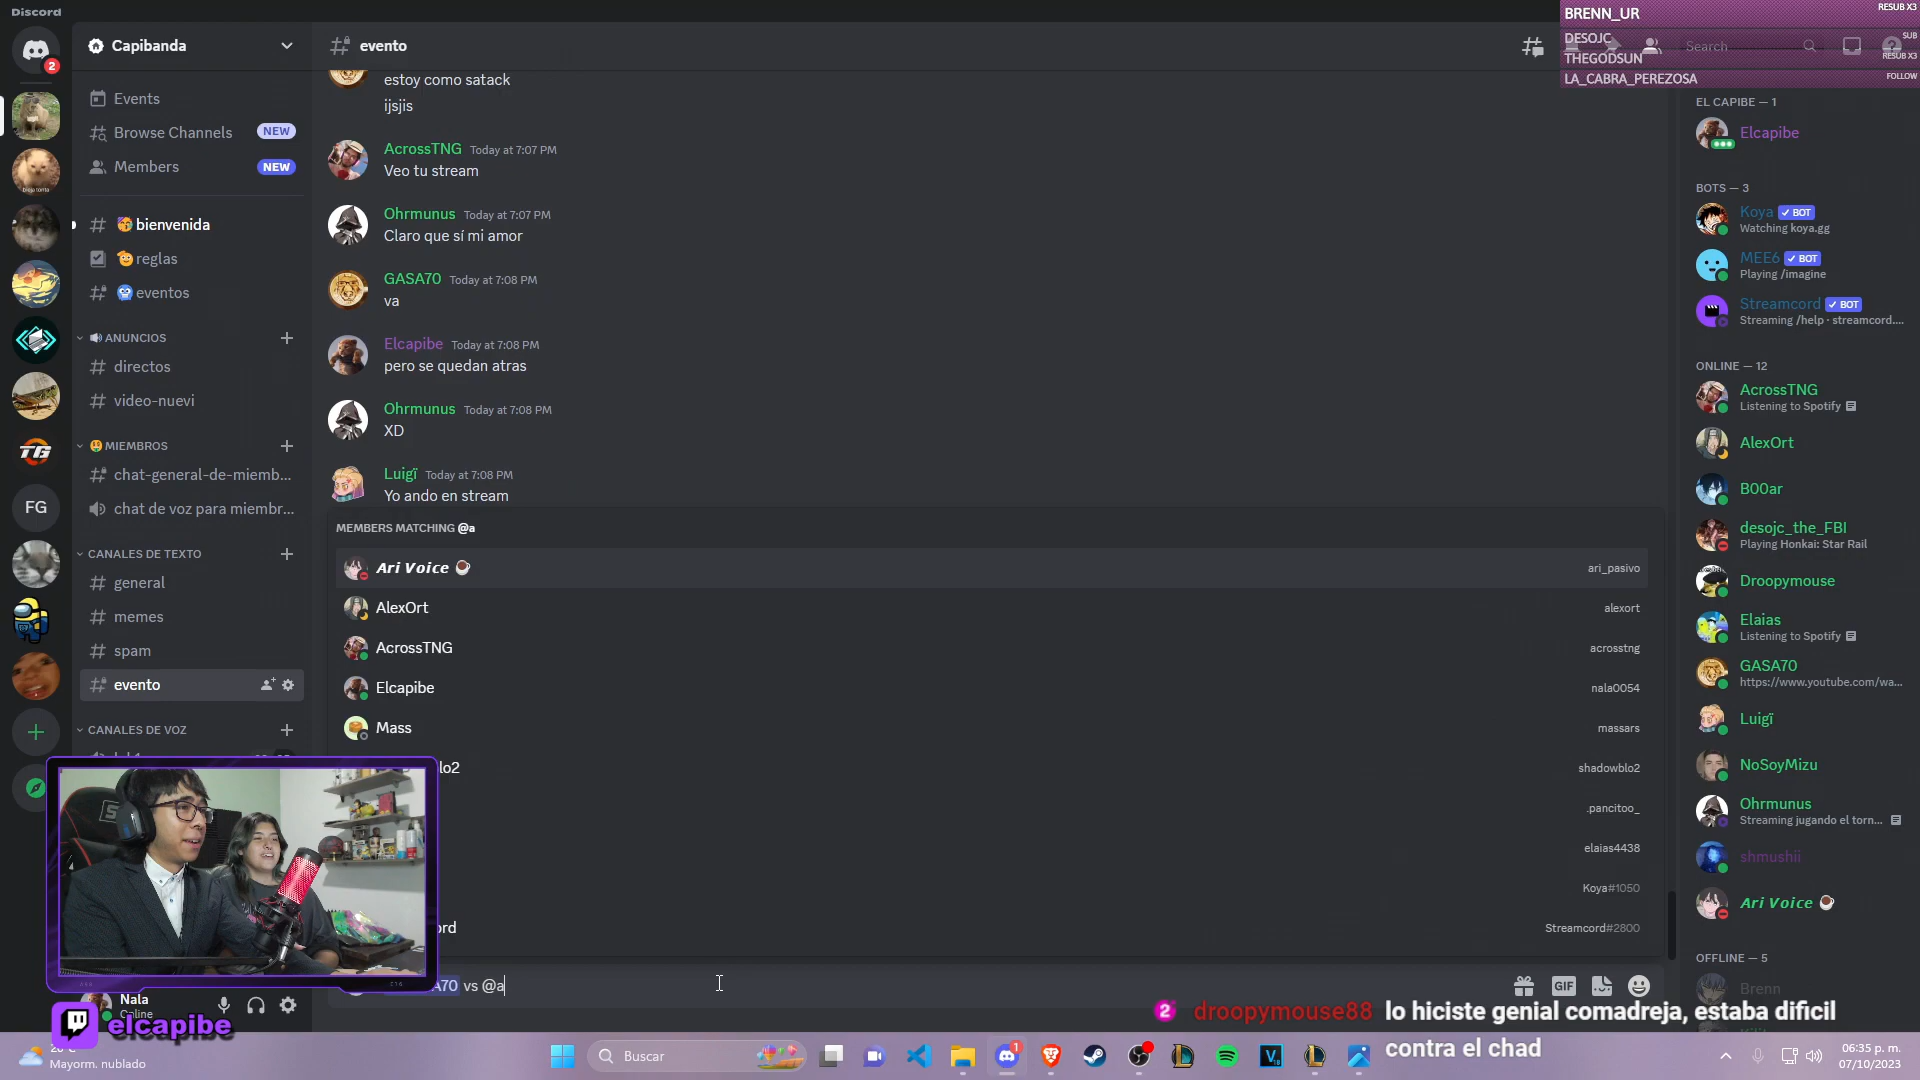 Discord
BRENN_UR
RESUB X3
DESOJC
SUB
THEGODSUN
RESUB X3
LA_CABRA_PEREZOSA
FOLLOW
Capibanda
evento
Search
Events
Browse Channels NEW
Members NEW
bienvenida
reglas
eventos
ANUNCIOS
directos
video-nuevi
MIEMBROS
chat-general-de-miemb...
chat de voz para miembr...
CANALES DE TEXTO
general
memes
spam
evento
CANALES DE VOZ
2
TG
FG
estoy como satack
ijsjis
AcrossTNG Today at 7:07 PM
Veo tu stream
Ohrmunus Today at 7:07 PM
Claro que sí mi amor
GASA70 Today at 7:08 PM
va
Elcapibe Today at 7:08 PM
pero se quedan atras
Ohrmunus Today at 7:08 PM
XD
Luigï Today at 7:08 PM
Yo ando en stream
MEMBERS MATCHING @a
Ari Voice ari_pasivo
AlexOrt alexort
AcrossTNG acrosstng
Elcapibe nala0054
Mass massars
lo2 shadowblo2
.pancitoo_
elaias4438
Koya#1050
ord Streamcord#2800
A70 vs @a
GIF
EL CAPIBE — 1
Elcapibe
BOTS — 3
Koya BOT
Watching koya.gg
MEE6 BOT
Playing /imagine
Streamcord BOT
Streaming /help · streamcord....
ONLINE — 12
AcrossTNG
Listening to Spotify
AlexOrt
B00ar
desojc_the_FBI
Playing Honkai: Star Rail
Droopymouse
Elaias
Listening to Spotify
GASA70
https://www.youtube.com/wa...
Luigï
NoSoyMizu
Ohrmunus
Streaming jugando el torn...
shmushii
Ari Voice
OFFLINE — 5
Brenn
Nala
Online
elcapibe
2 droopymouse88 lo hiciste genial comadreja, estaba dificil
contra el chad
Mayorm. nublado
Buscar
1
06:35 p. m.
07/10/2023